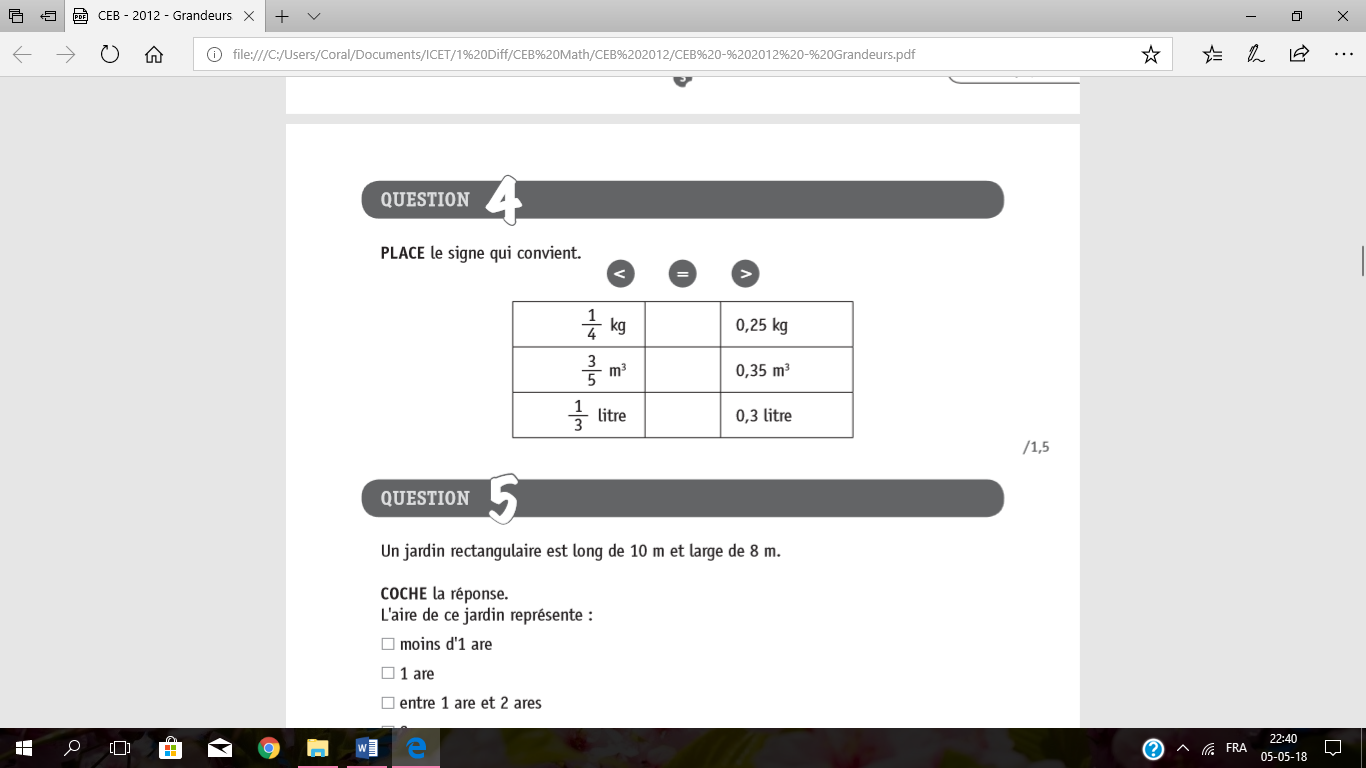 CEB - 2012 - Grandeurs
file:///C:/Users/Coral/Documents/ICET/1%20Diff/CEB%20Math/CEB%202012/CEB%20-%202012%20-%20Grandeurs.pdf
QUESTION 4
PLACE le signe qui convient.
< = >
1/4 kg 0,25 kg
3/5 m³ 0,35 m³
1/3 litre 0,3 litre
/1,5
QUESTION 5
Un jardin rectangulaire est long de 10 m et large de 8 m.
COCHE la réponse.
L'aire de ce jardin représente :
☐ moins d'1 are
☐ 1 are
☐ entre 1 are et 2 ares
FRA
22:40
05-05-18